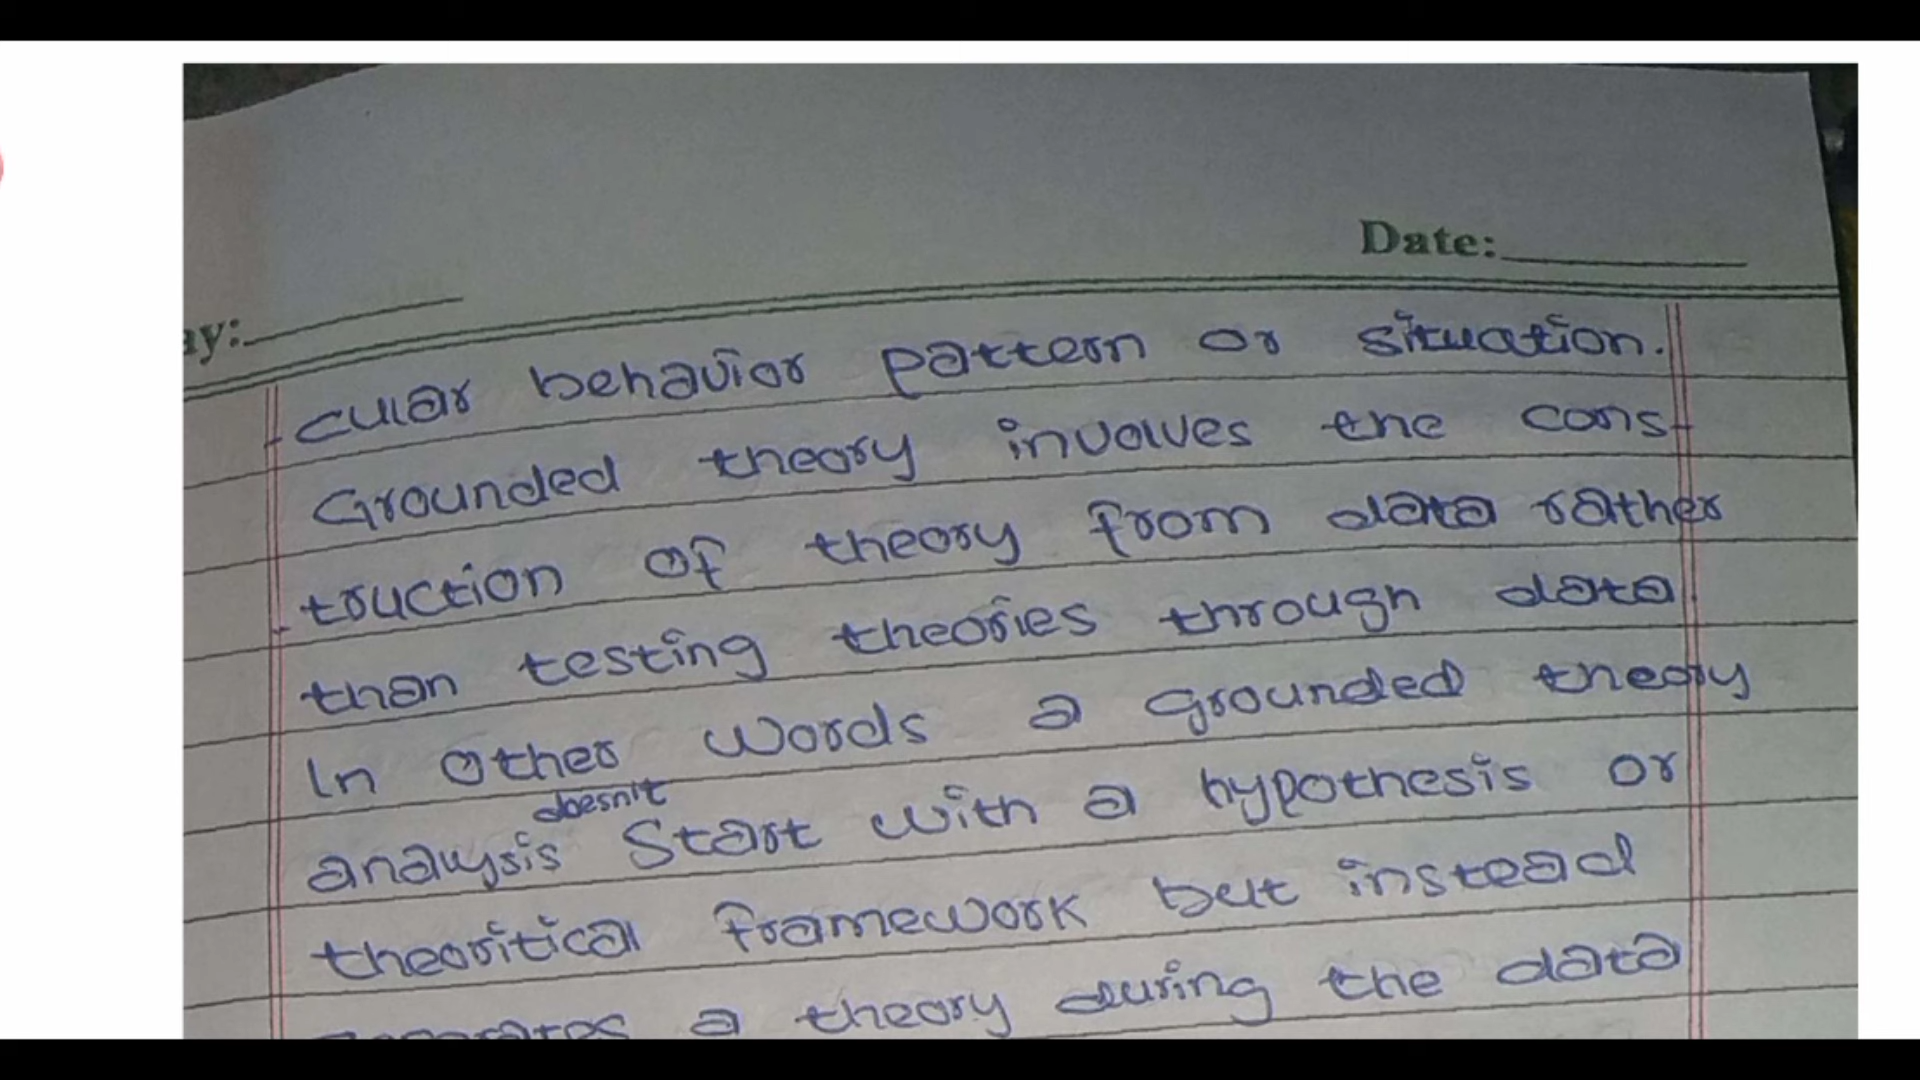 Date:
ay:
-cular behavior pattern or situation.
Grounded theory involves the cons-
-truction of theory from data rather
than testing theories through data.
In other words a grounded theory
doesn't
analysis start with a hypothesis or
theoritical framework but instead
a theory during the data